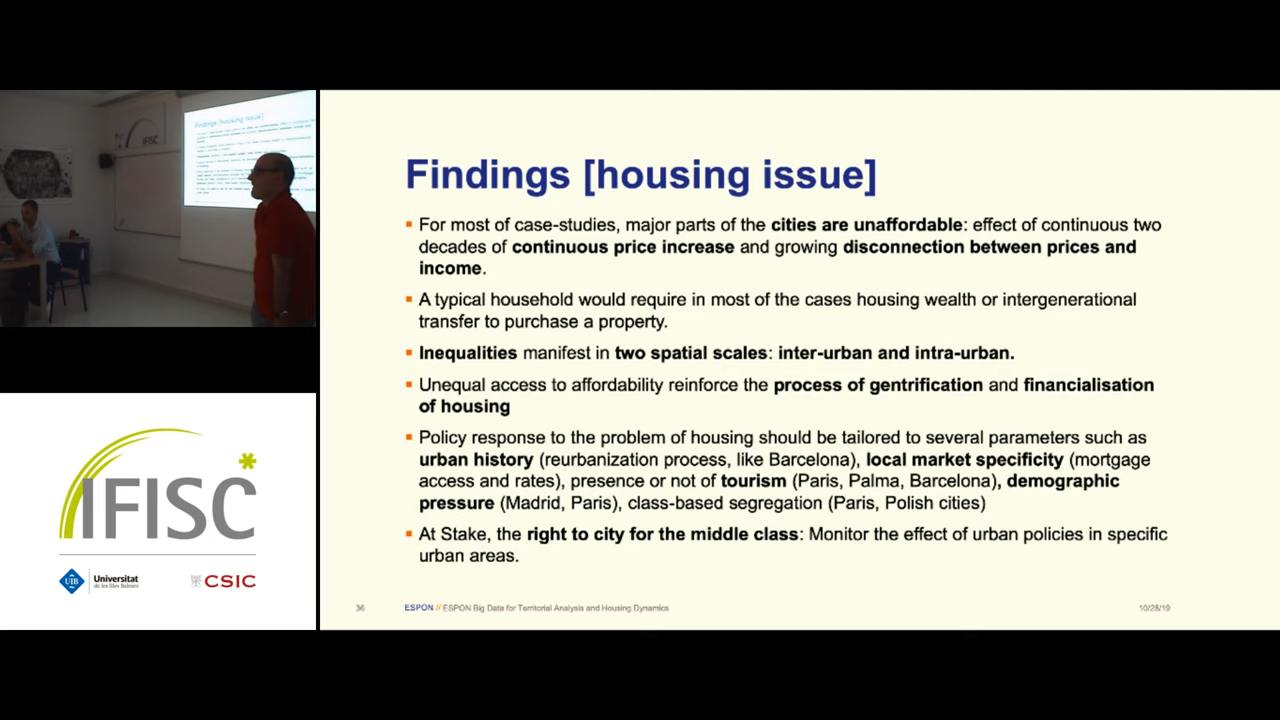 Findings [housing issue]
IFISC
Findings [housing issue]
▪ For most of case-studies, major parts of the cities are unaffordable: effect of continuous two
decades of continuous price increase and growing disconnection between prices and
income.
▪ A typical household would require in most of the cases housing wealth or intergenerational
transfer to purchase a property.
▪ Inequalities manifest in two spatial scales: inter-urban and intra-urban.
▪ Unequal access to affordability reinforce the process of gentrification and financialisation
of housing
▪ Policy response to the problem of housing should be tailored to several parameters such as
urban history (reurbanization process, like Barcelona), local market specificity (mortgage
access and rates), presence or not of tourism (Paris, Palma, Barcelona), demographic
pressure (Madrid, Paris), class-based segregation (Paris, Polish cities)
▪ At Stake, the right to city for the middle class: Monitor the effect of urban policies in specific
urban areas.
36
ESPON // ESPON Big Data for Territorial Analysis and Housing Dynamics
10/28/19
IFISC
UIB
Universitat
de les Illes Balears
CSIC